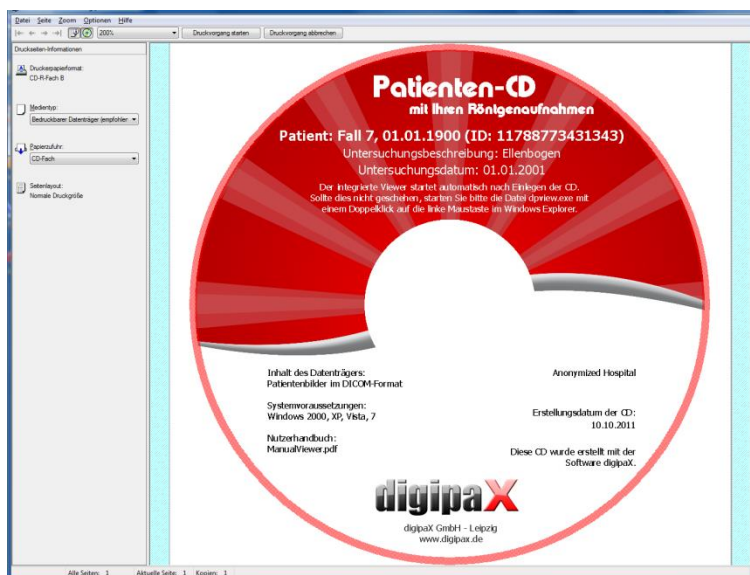 Datei Seite Zoom Optionen Hilfe
200% Druckvorgang starten Druckvorgang abbrechen
Druckseiten-Informationen
Druckerpapierformat:
CD-R-Fach B
Medientyp:
Bedruckbarer Datenträger (empfohlen
Papierzufuhr:
CD-Fach
Seitenlayout:
Normale Druckgröße
Patienten-CD
mit Ihren Röntgenaufnahmen
Patient: Fall 7, 01.01.1900 (ID: 11788773431343)
Untersuchungsbeschreibung: Ellenbogen
Untersuchungsdatum: 01.01.2001
Der integrierte Viewer startet automatisch nach Einlegen der CD.
Sollte dies nicht geschehen, starten Sie bitte die Datei dpview.exe mit
einem Doppelklick auf die linke Maustaste im Windows Explorer.
Inhalt des Datenträgers:
Patientenbilder im DICOM-Format
Systemvoraussetzungen:
Windows 2000, XP, Vista, 7
Nutzerhandbuch:
ManualViewer.pdf
Anonymized Hospital
Erstellungsdatum der CD:
10.10.2011
Diese CD wurde erstellt mit der
Software digipaX.
digipaX
digipaX GmbH - Leipzig
www.digipax.de
Alle Seiten: 1 Aktuelle Seite: 1 Kopien: 1